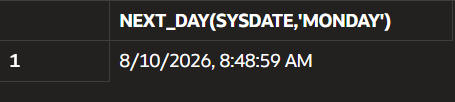 NEXT_DAY(SYSDATE,'MONDAY')
1 8/10/2026, 8:48:59 AM